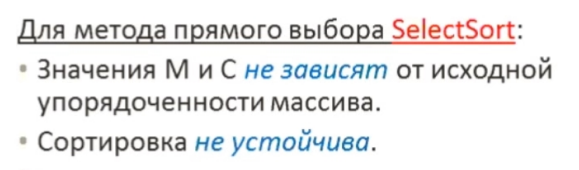 Для метода прямого выбора SelectSort:
• Значения М и С не зависят от исходной
упорядоченности массива.
• Сортировка не устойчива.